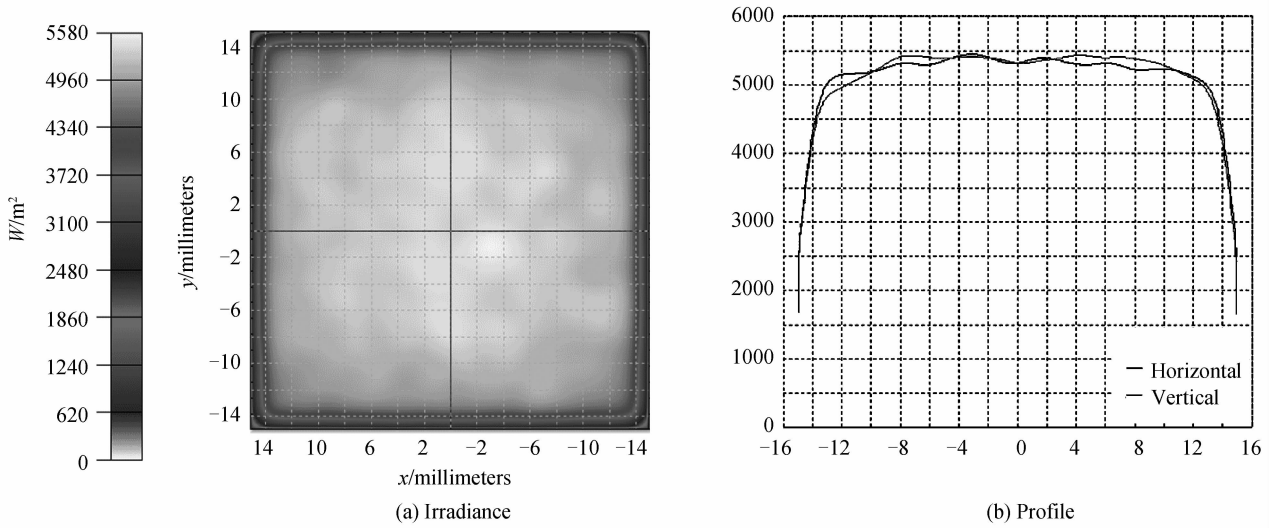 5580
4960
4340
3720
3100
2480
1860
1240
620
0
W/m²
14
10
6
2
−2
−6
−10
−14
y/millimeters
14 10 6 2 −2 −6 −10 −14
x/millimeters
(a) Irradiance
6000
5000
4000
3000
2000
1000
0
−16 −12 −8 −4 0 4 8 12 16
Horizontal
Vertical
(b) Profile